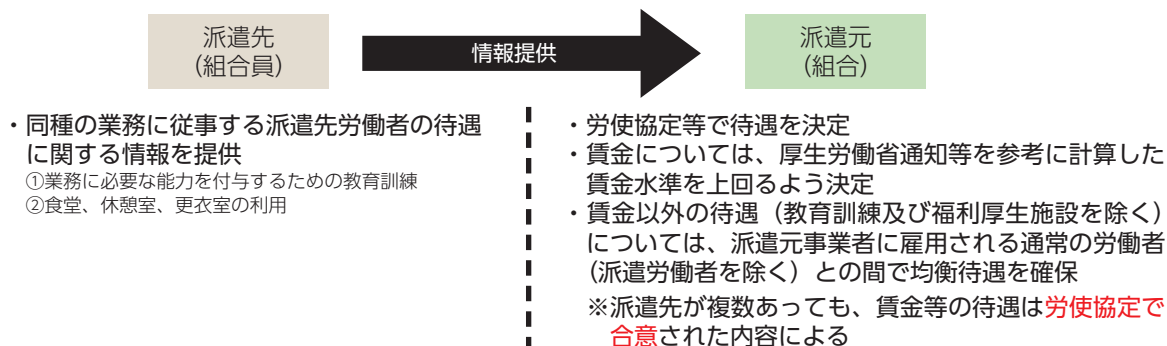 派遣先
(組合員)
情報提供
派遣元
(組合)
・同種の業務に従事する派遣先労働者の待遇
に関する情報を提供
①業務に必要な能力を付与するための教育訓練
②食堂、休憩室、更衣室の利用
・労使協定等で待遇を決定
・賃金については、厚生労働省通知等を参考に計算した
賃金水準を上回るよう決定
・賃金以外の待遇（教育訓練及び福利厚生施設を除く）
については、派遣元事業者に雇用される通常の労働者
（派遣労働者を除く）との間で均衡待遇を確保
※派遣先が複数あっても、賃金等の待遇は労使協定で
合意された内容による